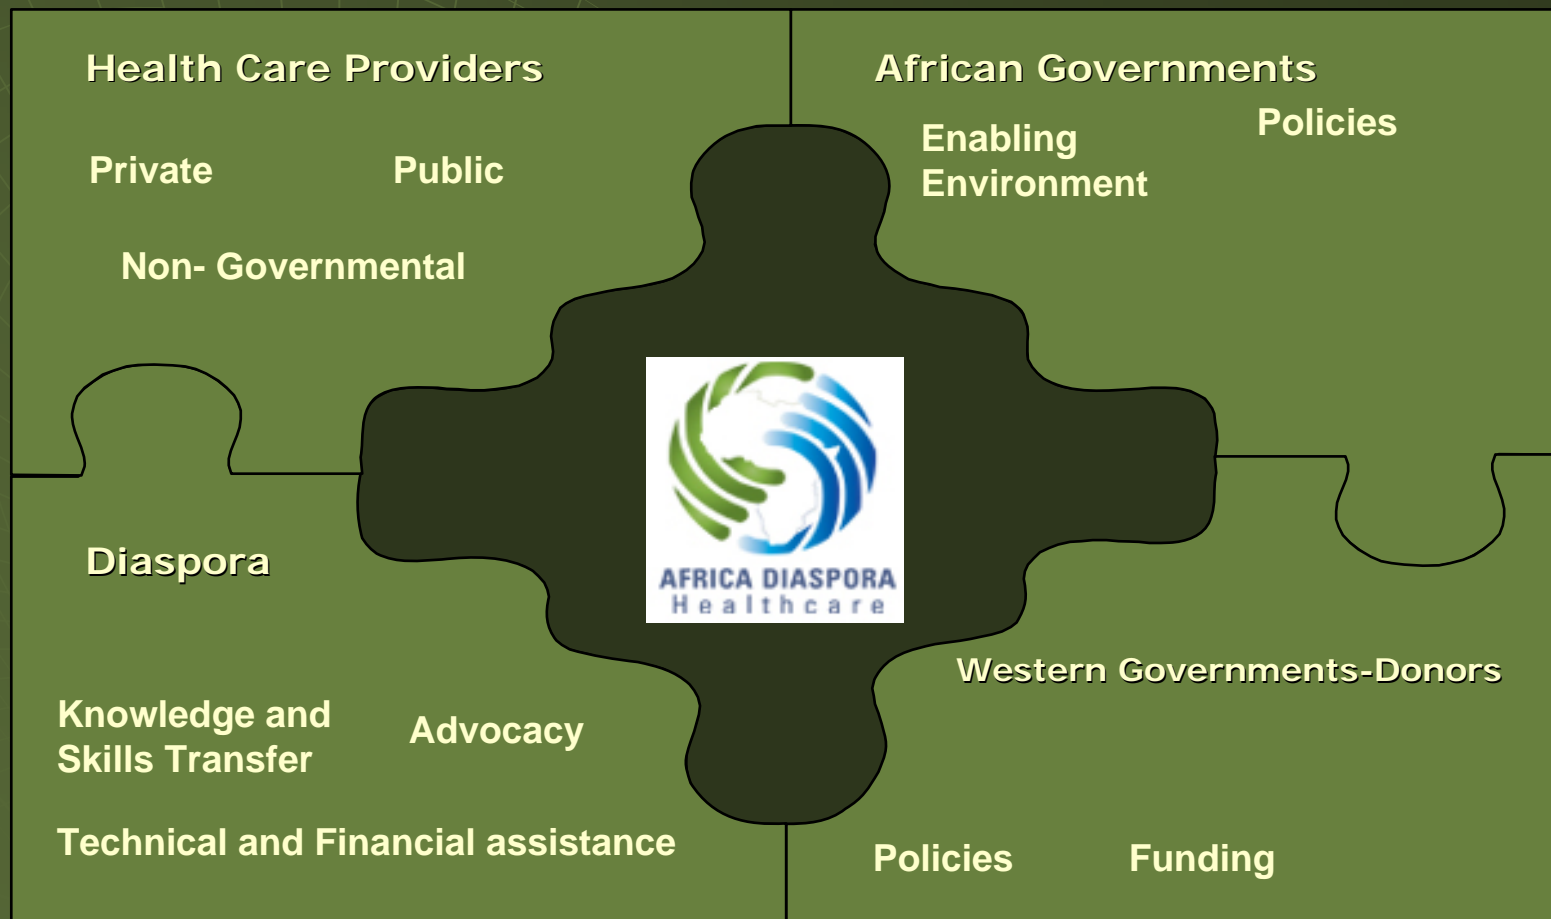 Health Care Providers
Private
Public
Non- Governmental
African Governments
Enabling
Environment
Policies
AFRICA DIASPORA
Healthcare
Diaspora
Knowledge and
Skills Transfer
Advocacy
Technical and Financial assistance
Western Governments-Donors
Policies
Funding